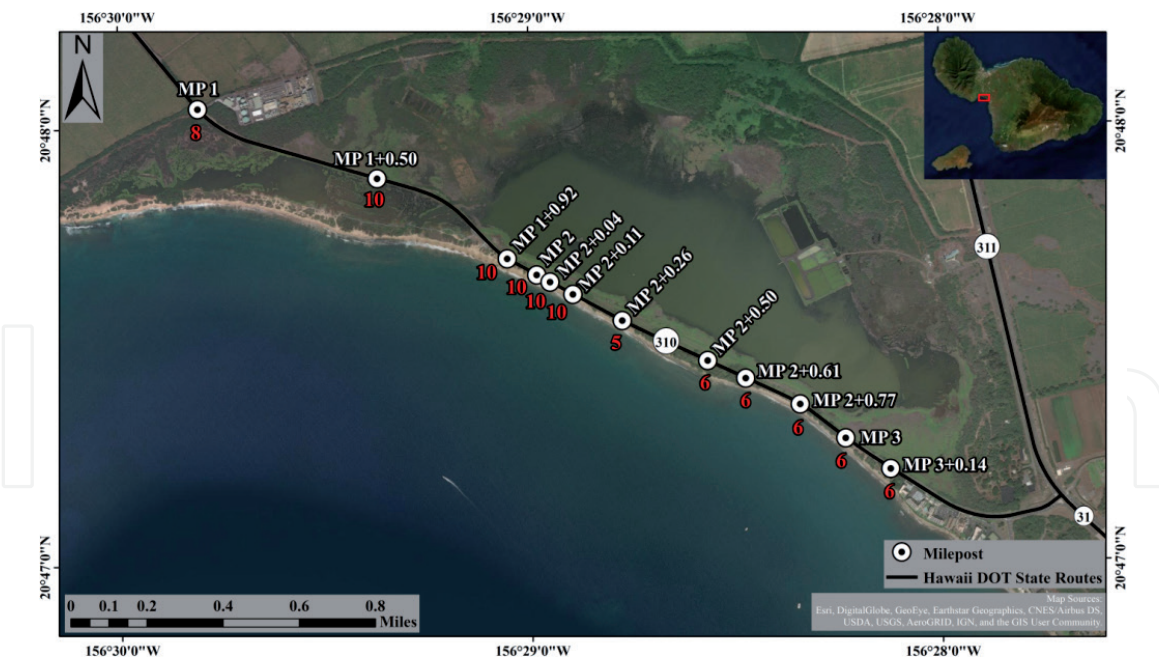 156°30'0"W
156°29'0"W
156°28'0"W
N
MP 1
8
20°48'0"N
20°48'0"N
MP 1+0.50
10
MP 1+0.92
10
MP 2
10
MP 2+0.04
10
MP 2+0.11
10
311
MP 2+0.26
5
310
MP 2+0.50
6
MP 2+0.61
6
MP 2+0.77
6
MP 3
6
MP 3+0.14
6
31
20°47'0"N
20°47'0"N
Milepost
Hawaii DOT State Routes
Map Sources:
Esri, DigitalGlobe, GeoEye, Earthstar Geographics, CNES/Airbus DS,
USDA, USGS, AeroGRID, IGN, and the GIS User Community.
0 0.1 0.2 0.4 0.6 0.8
Miles
156°30'0"W
156°29'0"W
156°28'0"W